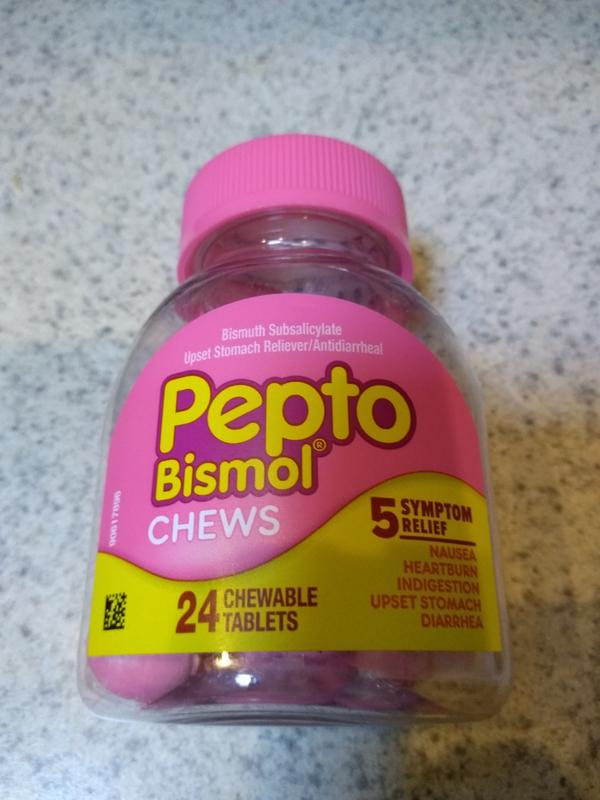 Bismuth Subsalicylate
Upset Stomach Reliever/Antidiarrheal
Pepto
Bismol®
CHEWS
5 SYMPTOM
RELIEF
NAUSEA
HEARTBURN
INDIGESTION
UPSET STOMACH
DIARRHEA
24 CHEWABLE
TABLETS